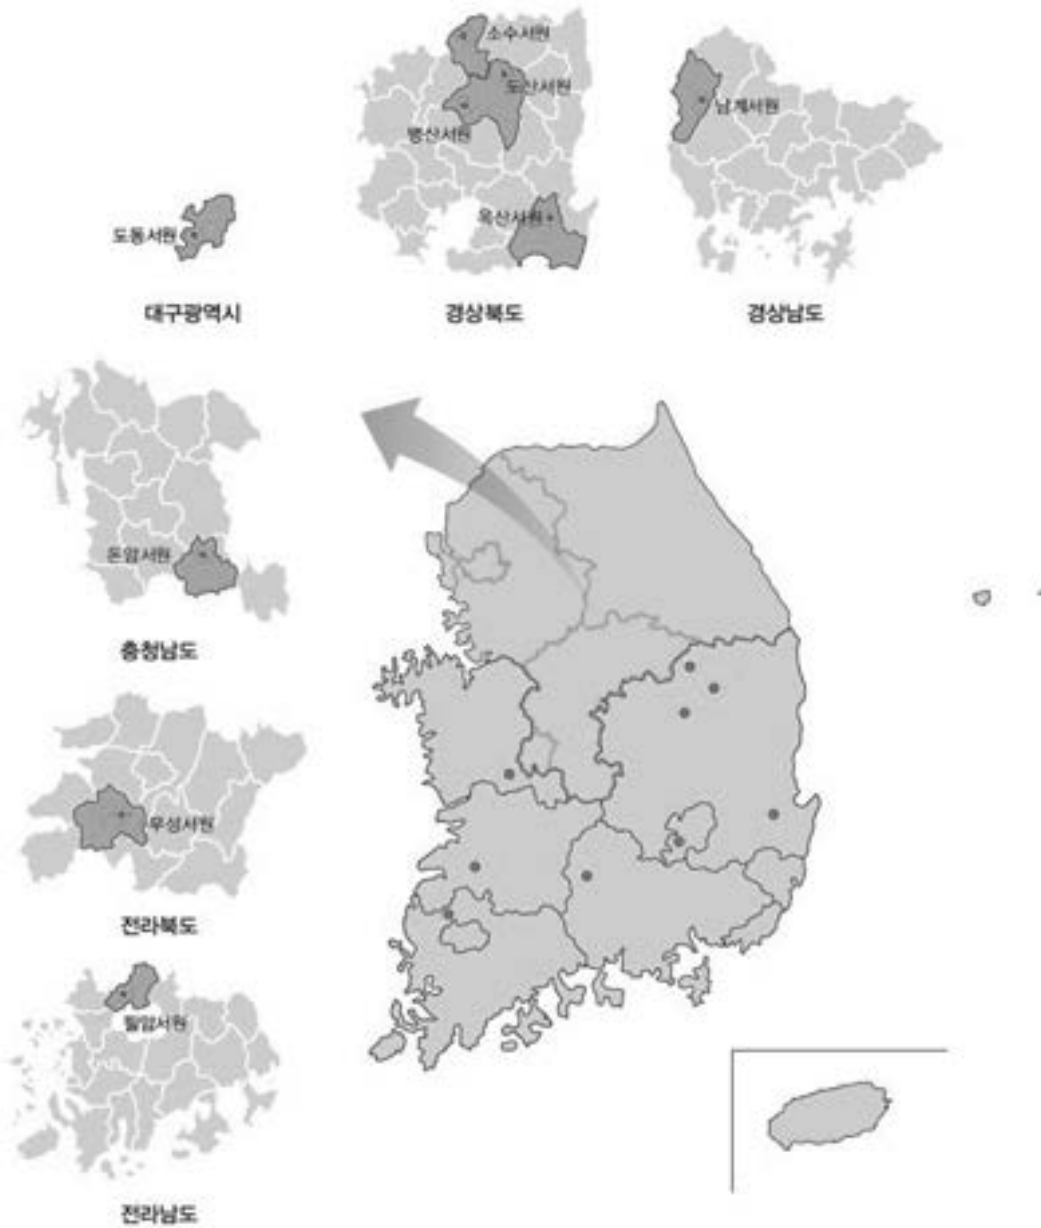 소수서원
도산서원
병산서원
옥산서원
남계서원
도동서원
대구광역시
경상북도
경상남도
돈암서원
충청남도
무성서원
전라북도
필암서원
전라남도